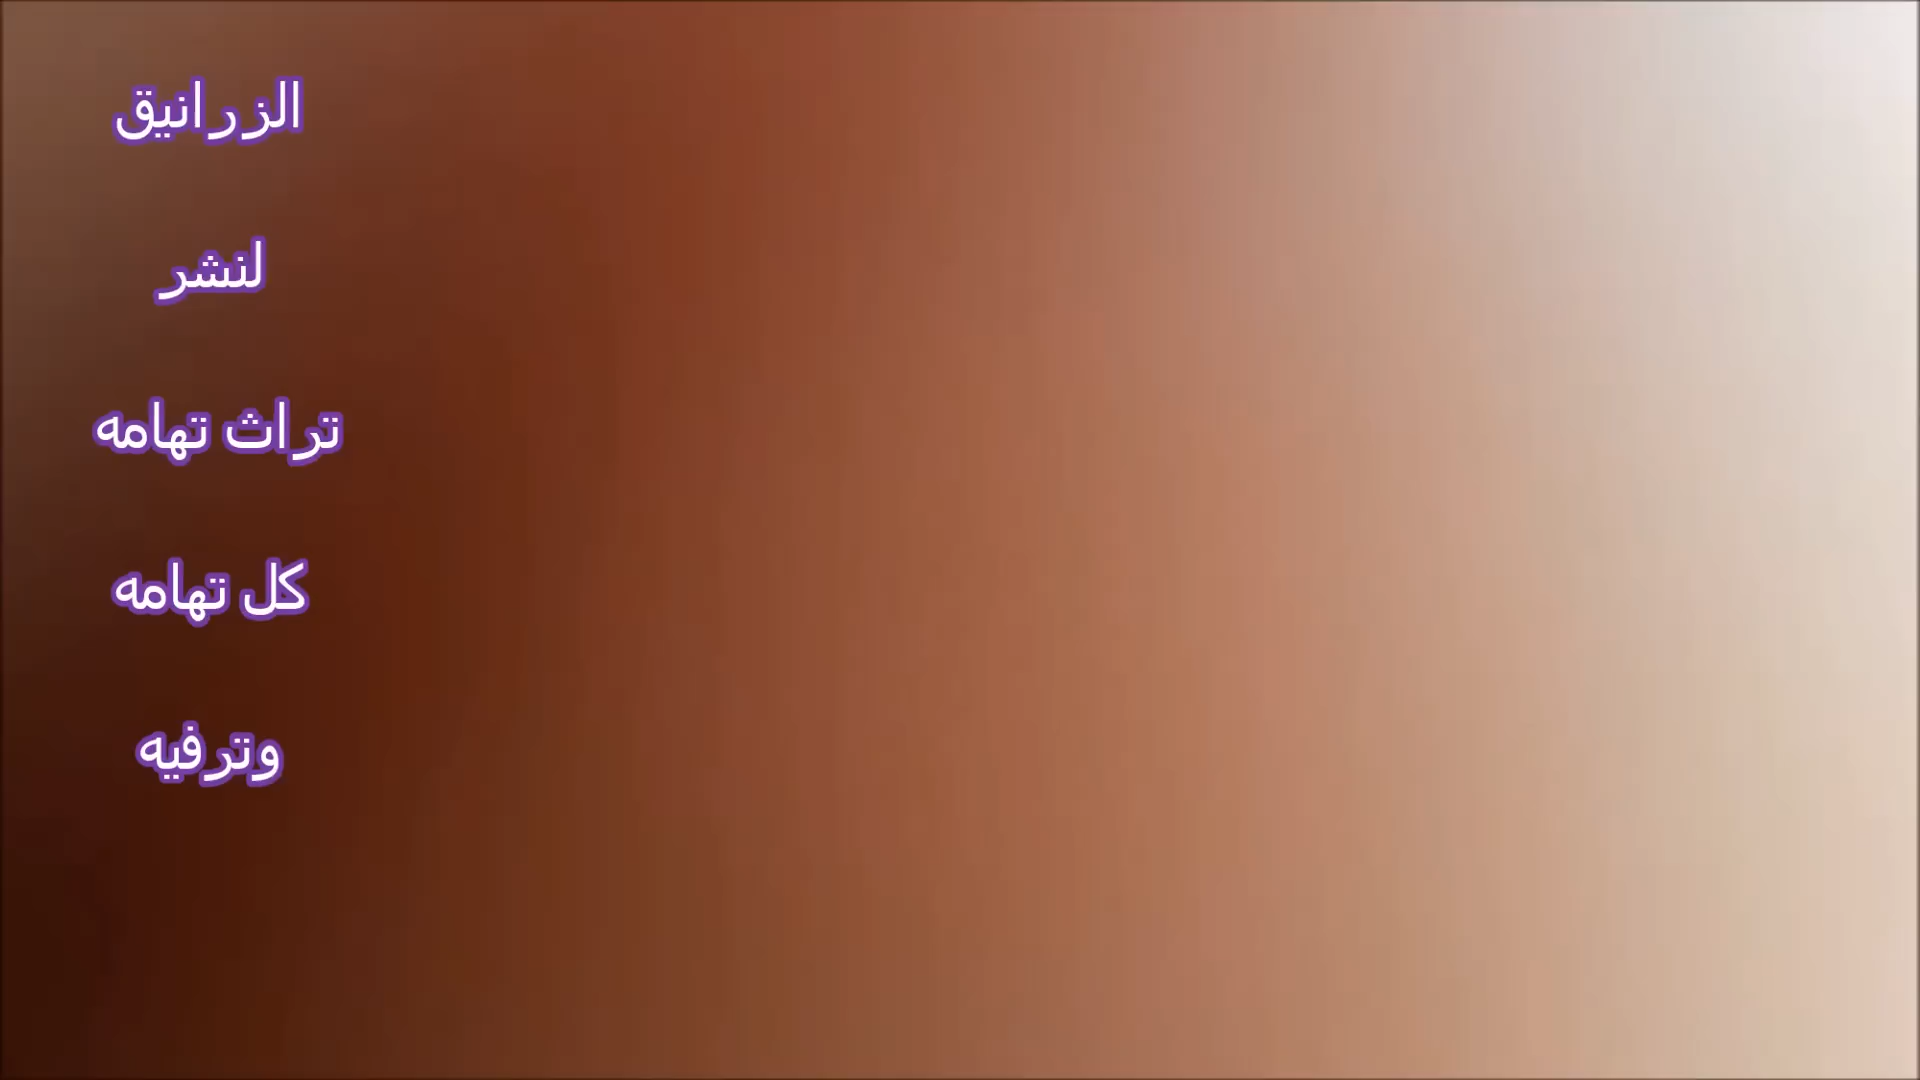 الزرانيق
لنشر
تراث تهامه
كل تهامه
وترفيه